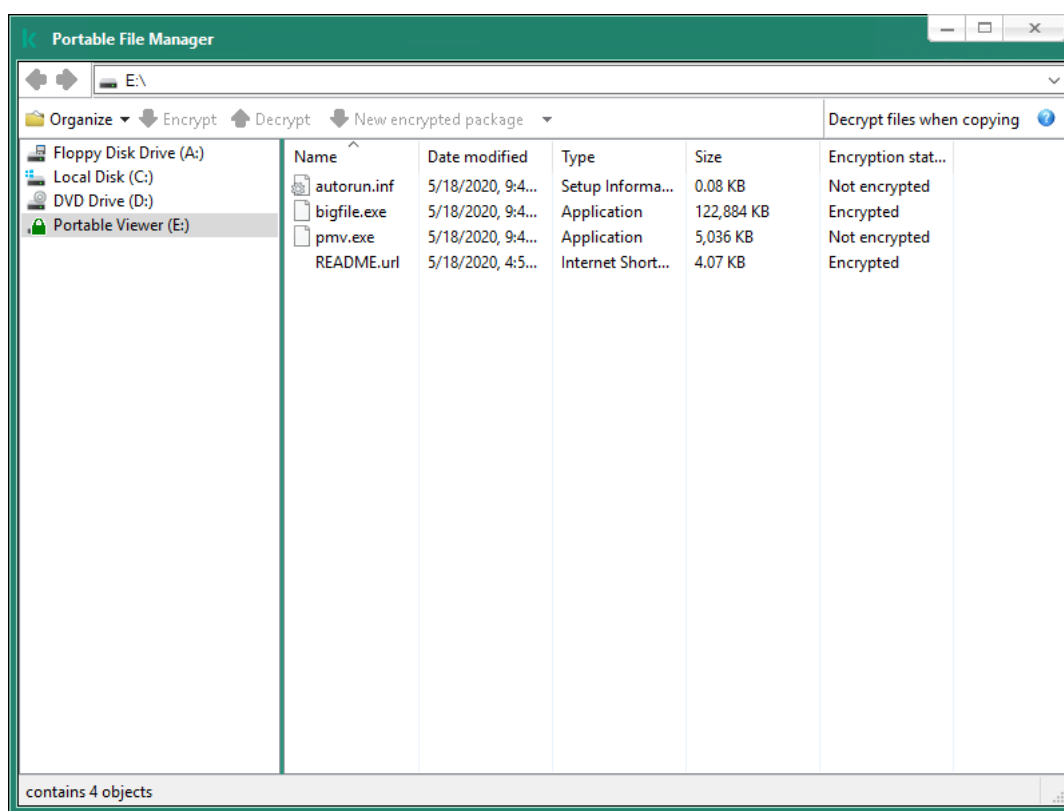 Portable File Manager
E:\
Organize Encrypt Decrypt New encrypted package Decrypt files when copying
Floppy Disk Drive (A:)
Local Disk (C:)
DVD Drive (D:)
Portable Viewer (E:)
Name Date modified Type Size Encryption stat...
autorun.inf 5/18/2020, 9:4... Setup Informa... 0.08 KB Not encrypted
bigfile.exe 5/18/2020, 9:4... Application 122,884 KB Encrypted
pmv.exe 5/18/2020, 9:4... Application 5,036 KB Not encrypted
README.url 5/18/2020, 4:5... Internet Short... 4.07 KB Encrypted
contains 4 objects